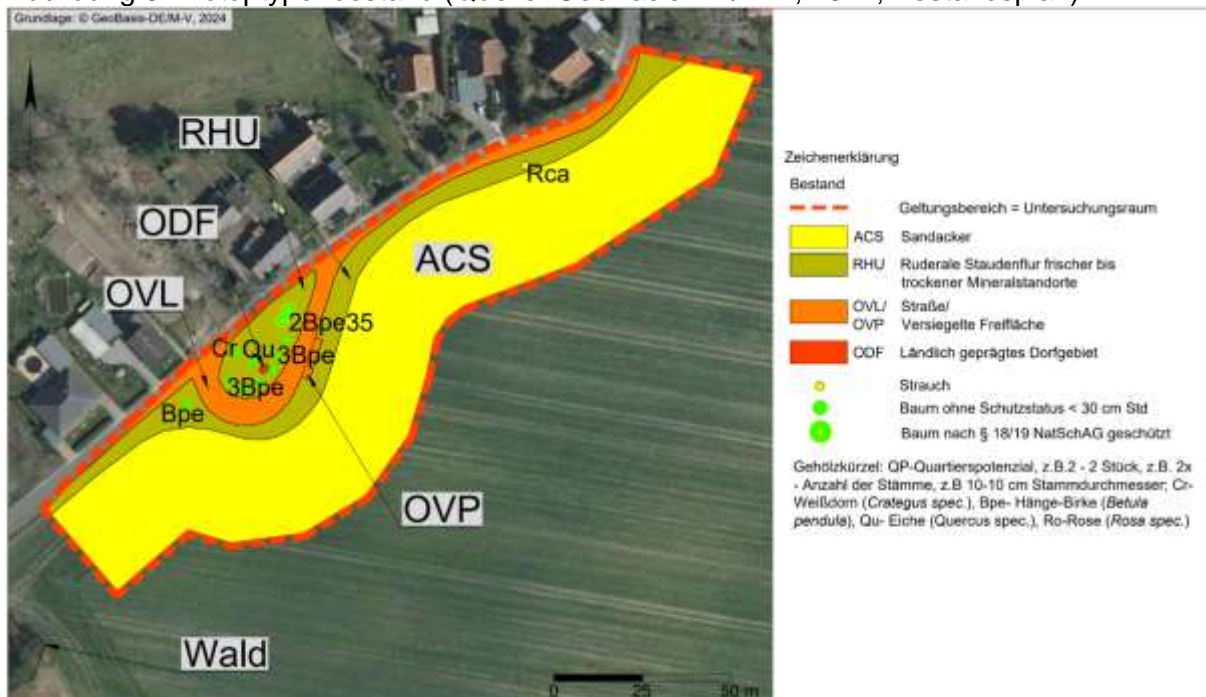 Grundlage: © GeoBasis-DE/M-V, 2024
RHU
ODF
OVL
Rca
ACS
2Bpe35
Cr Qu
3Bpe
3Bpe
Bpe
OVP
Wald
0 25 50 m
Zeichenerklärung
Bestand
Geltungsbereich = Untersuchungsraum
ACS Sandacker
RHU Ruderale Staudenflur frischer bis
trockener Mineralstandorte
OVL/ Straße/
OVP Versiegelte Freifläche
ODF Ländlich geprägtes Dorfgebiet
Strauch
Baum ohne Schutzstatus < 30 cm Std
Baum nach § 18/19 NatSchAG geschützt
Gehölzkürzel: QP-Quartierspotenzial, z.B.2 - 2 Stück, z.B. 2x
- Anzahl der Stämme, z.B 10-10 cm Stammdurchmesser; Cr-
Weißdorn (Crategus spec.), Bpe- Hänge-Birke (Betula
pendula), Qu- Eiche (Quercus spec.), Ro-Rose (Rosa spec.)